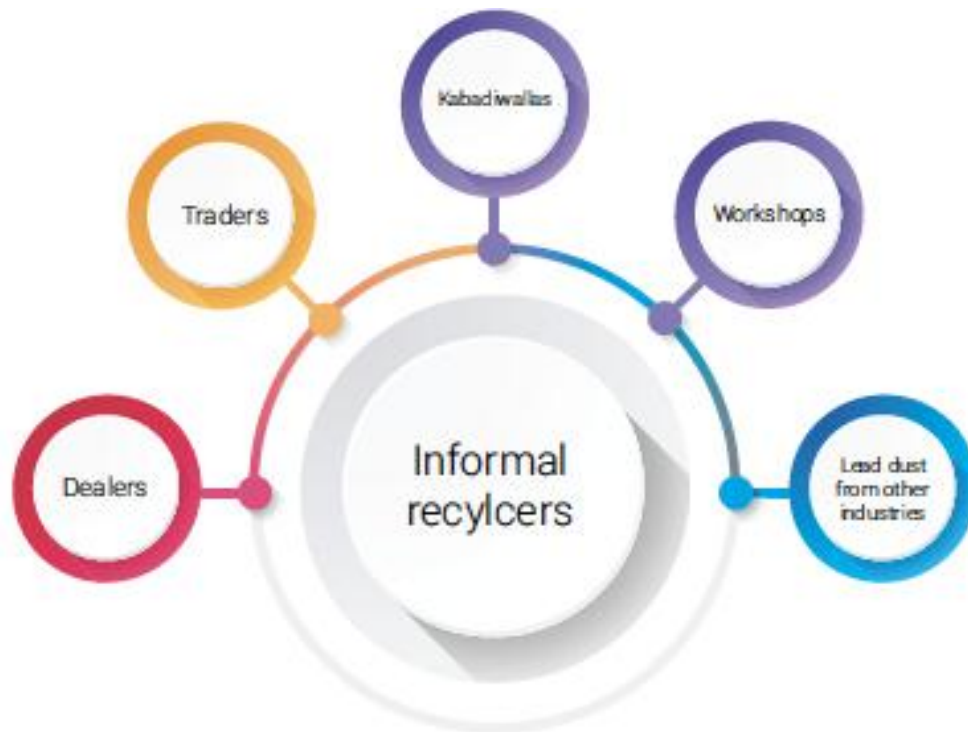 Kabadiwallas
Traders
Workshops
Dealers
Informal
recylcers
Lead dust
from other
industries